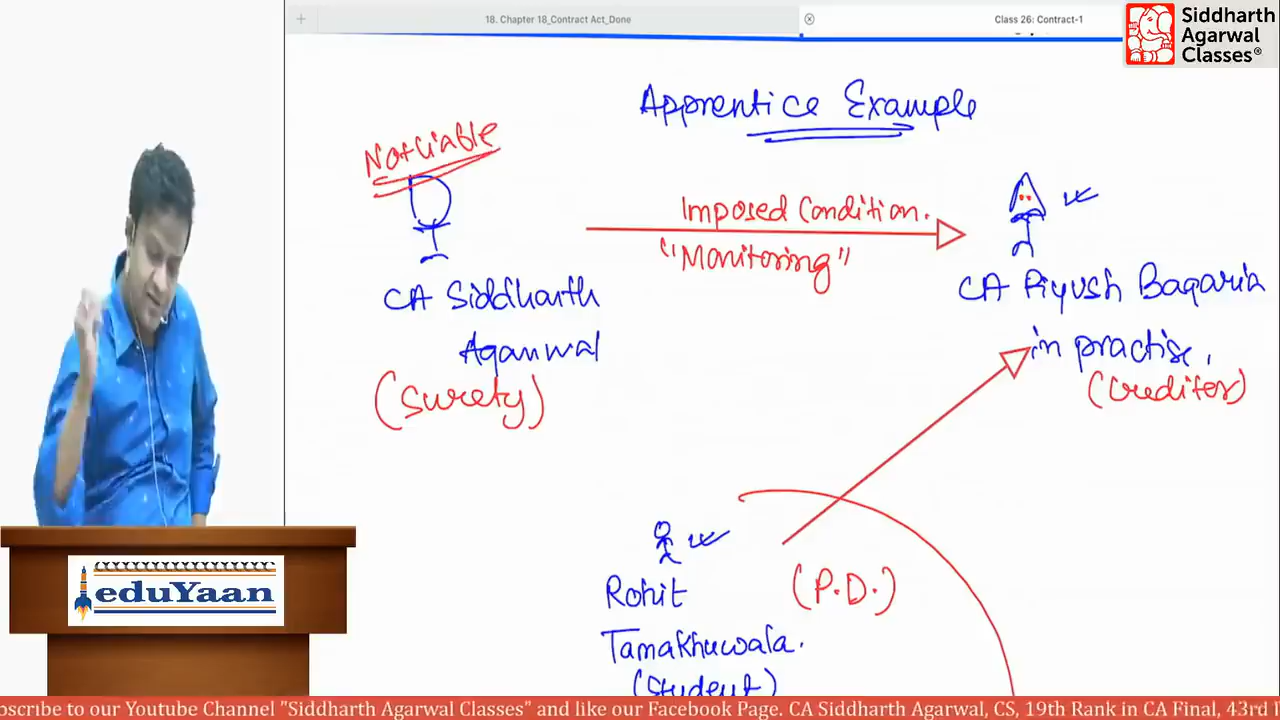 18. Chapter 18_Contract Act_Done
Class 26: Contract-1
Siddharth
Agarwal
Classes®
Apprentice Example
Not liable
Imposed Condition.
"Monitoring"
CA Siddharth
Agarwal
(Surety)
CA Piyush Bagaria
in practise,
(Creditor)
Rohit
Tamakhuwala.
(Student)
(P.D.)
eduYaan
bscribe to our Youtube Channel "Siddharth Agarwal Classes" and like our Facebook Page. CA Siddharth Agarwal, CS, 19th Rank in CA Final, 43rd